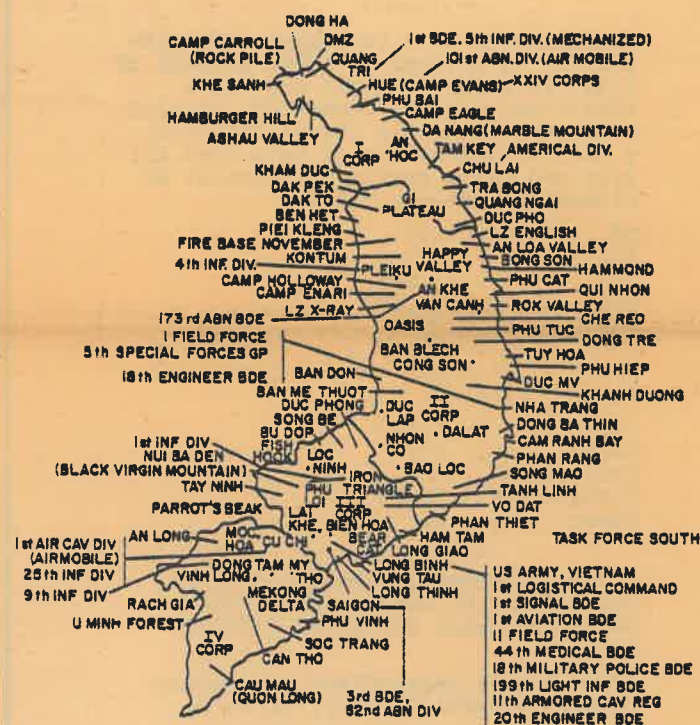 DONG HA
CAMP CARROLL
(ROCK PILE)
DMZ
QUANG
TRI
1st BDE. 5th INF. DIV. (MECHANIZED)
101st ABN. DIV. (AIR MOBILE)
KHE SANH
HUE (CAMP EVANS)
XXIV CORPS
PHU BAI
CAMP EAGLE
HAMBURGER HILL
ASHAU VALLEY
DA NANG (MARBLE MOUNTAIN)
I
CORP
AN
HOC
TAM KEY
AMERICAL DIV.
CHU LAI
KHAM DUC
DAK PEK
DAK TO
BEN HET
PIEI KLENG
FIRE BASE NOVEMBER
KONTUM
4th INF. DIV.
CAMP HOLLOWAY
CAMP ENARI
LZ X-RAY
173rd ABN BDE
GI
PLATEAU
TRA BONG
QUANG NGAI
DUC PHO
LZ ENGLISH
AN LOA VALLEY
BONG SON
HAMMOND
PHU CAT
QUI NHON
ROK VALLEY
CHE REO
PHU TUC
DONG TRE
TUY HOA
PHU HIEP
DUC MV
KHANH DUONG
NHA TRANG
DONG BA THIN
CAM RANH BAY
PHAN RANG
SONG MAO
TANH LINH
VO DAT
PHAN THIET
HAM TAM
TASK FORCE SOUTH
HAPPY
VALLEY
PLEIKU
AN KHE
VAN CANH
OASIS
BAN BLECH
CONG SON
1 FIELD FORCE
5th SPECIAL FORCES GP
18th ENGINEER BDE
BAN DON
BAN ME THUOT
DUC PHONG
SONG BE
BU DOP
FISH
HOOK
DUC
LAP
II
CORP
NHON
CO
DALAT
BAO LOC
1st INF DIV
NUI BA DEN
(BLACK VIRGIN MOUNTAIN)
TAY NINH
PARROT'S BEAK
LOC
NINH
IRON
TRIANGLE
PHU
LOI
III
CORP
LAI
KHE
BIEN HOA
BEAR
CAT
LONG GIAO
LONG BINH
VUNG TAU
LONG THINH
1st AIR CAV DIV
(AIRMOBILE)
25th INF DIV
9th INF DIV
AN LONG
MOC
HOA
CU CHI
DONG TAM
MY
THO
VINH LONG
MEKONG
DELTA
SAIGON
PHU VINH
RACH GIA
U MINH FOREST
IV
CORP
SOC TRANG
CAN THO
CAU MAU
(QUON LONG)
3rd BDE,
82nd ABN DIV
US ARMY, VIETNAM
1st LOGISTICAL COMMAND
1st SIGNAL BDE
1st AVIATION BDE
II FIELD FORCE
44th MEDICAL BDE
18th MILITARY POLICE BDE
199th LIGHT INF BDE
11th ARMORED CAV REG
20th ENGINEER BDE